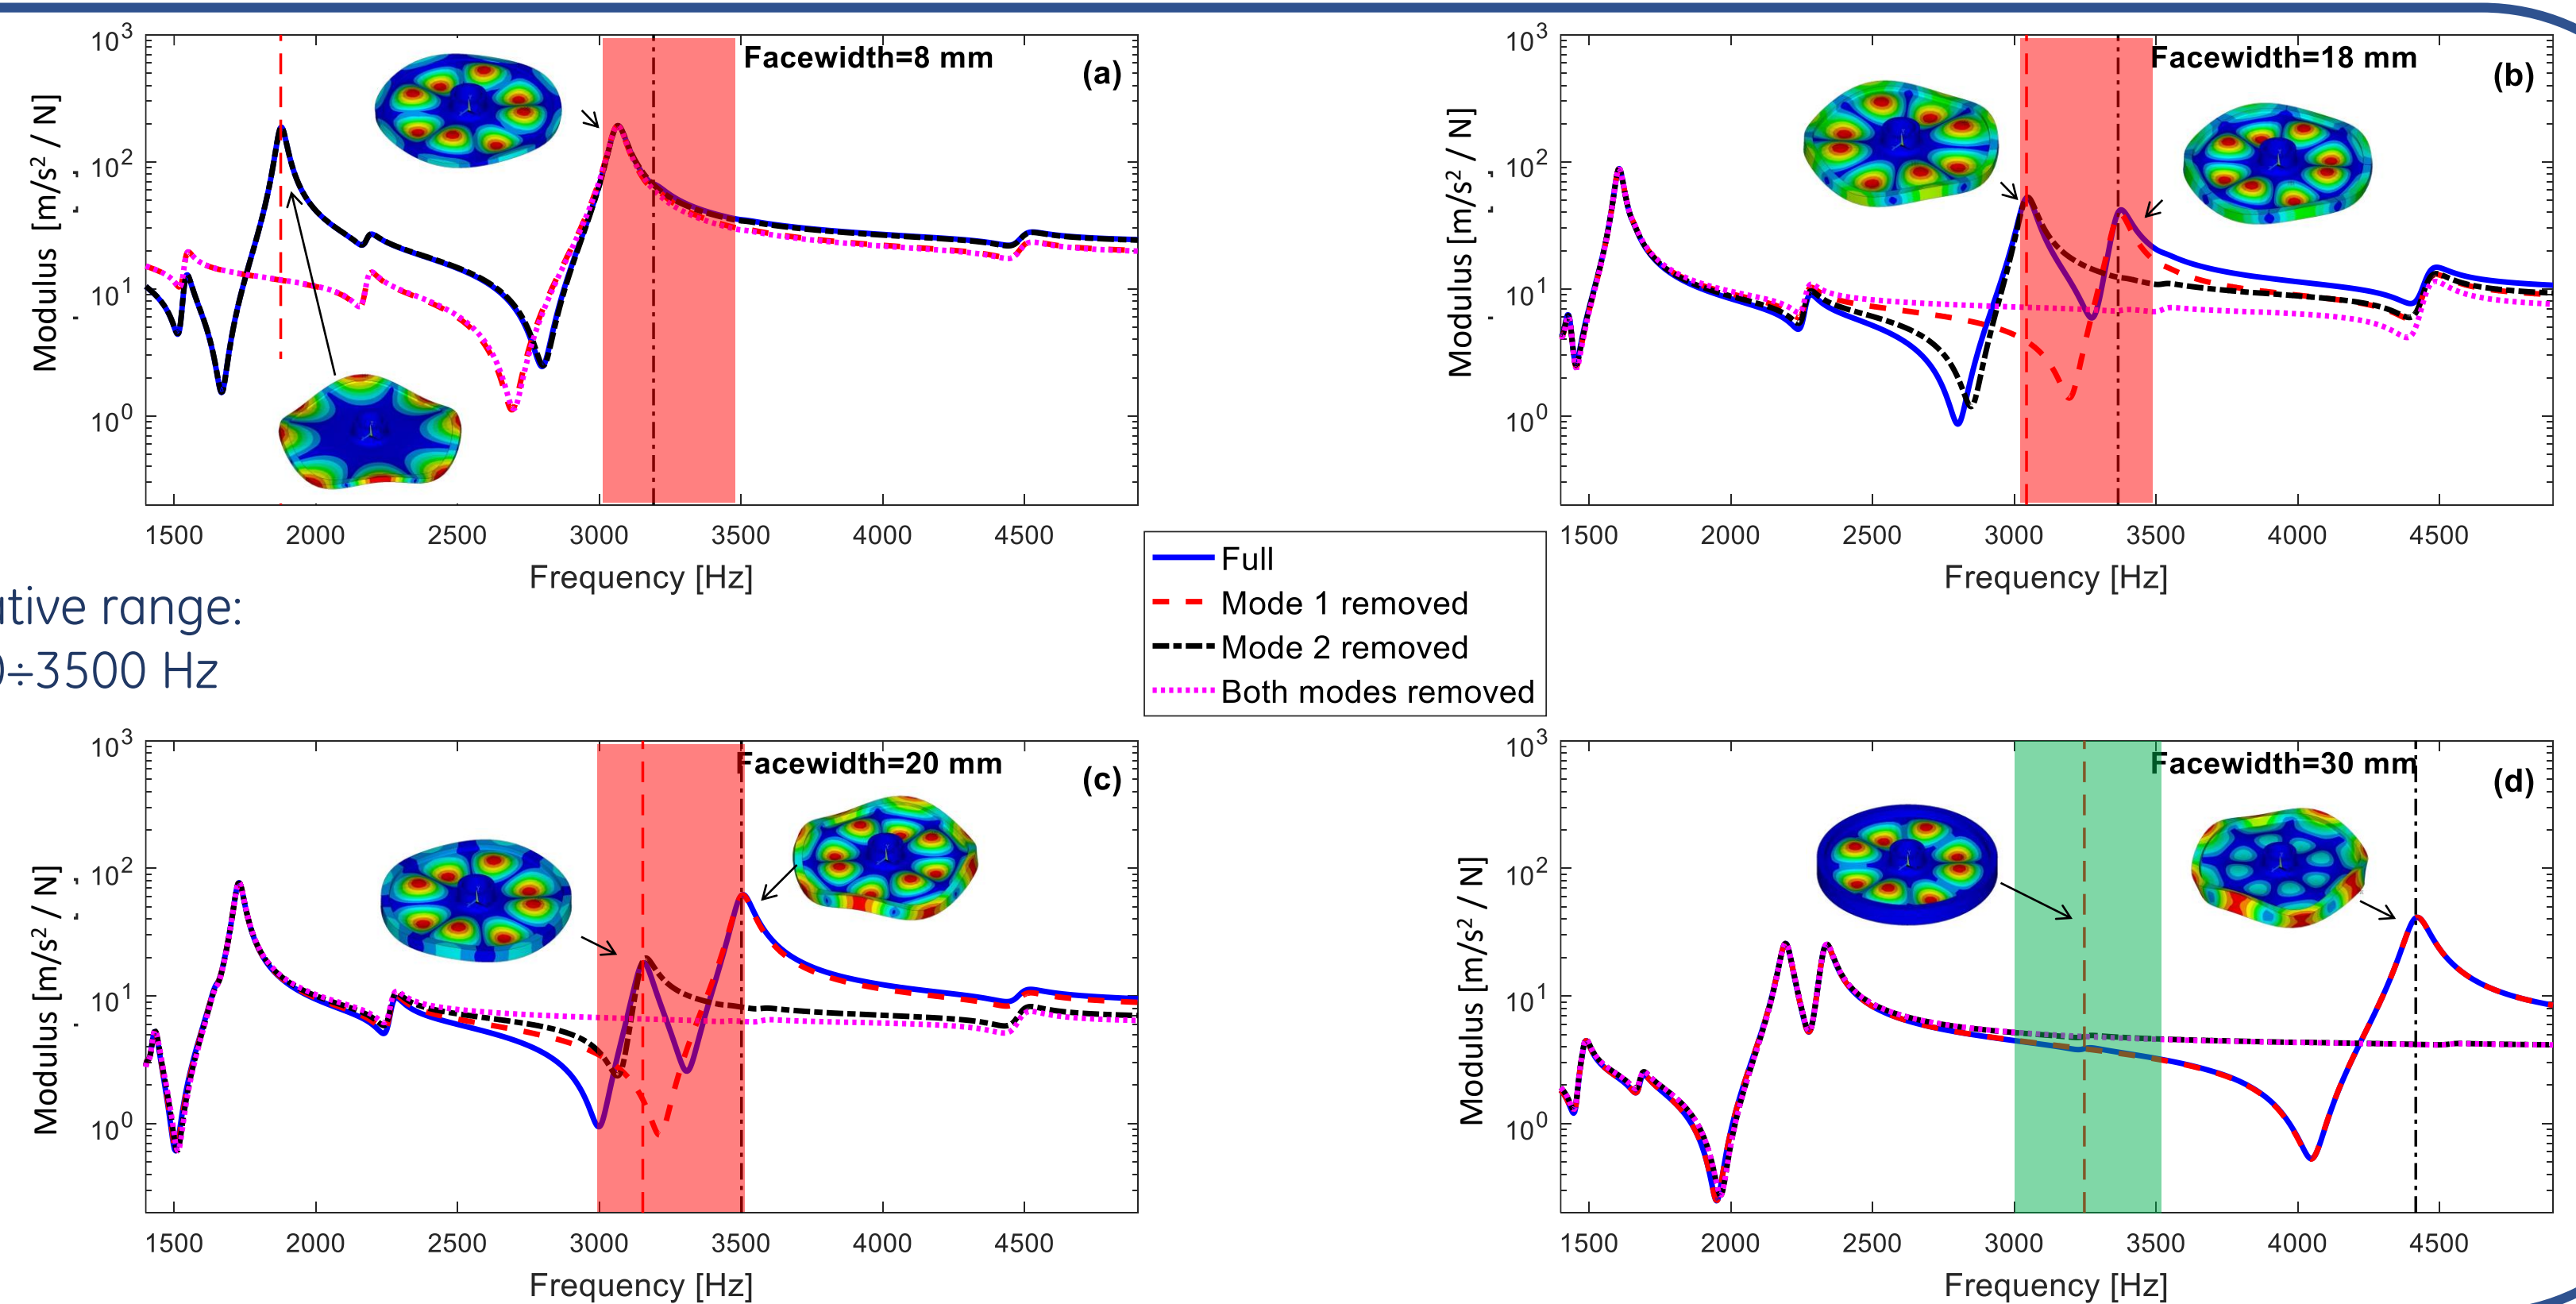 Facewidth=8 mm
(a)
10³
10²
10¹
10⁰
Modulus [m/s² / N]
1500 2000 2500 3000 3500 4000 4500
Frequency [Hz]
Facewidth=18 mm
(b)
10³
10²
10¹
10⁰
Modulus [m/s² / N]
1500 2000 2500 3000 3500 4000 4500
Frequency [Hz]
Full
Mode 1 removed
Mode 2 removed
Both modes removed
range:
÷3500 Hz
Facewidth=20 mm
(c)
10³
10²
10¹
10⁰
Modulus [m/s² / N]
1500 2000 2500 3000 3500 4000 4500
Frequency [Hz]
Facewidth=30 mm
(d)
10³
10²
10¹
10⁰
Modulus [m/s² / N]
1500 2000 2500 3000 3500 4000 4500
Frequency [Hz]